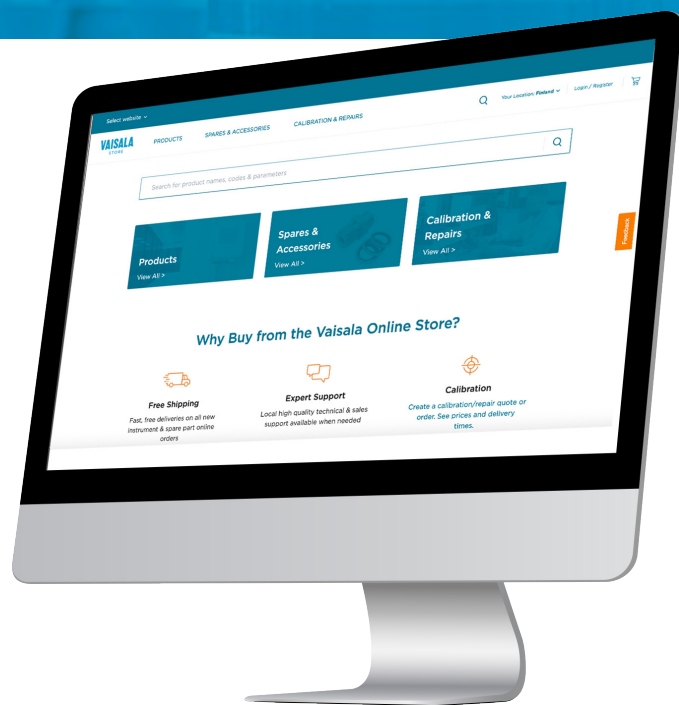 Select website
Your Location: Finland
Login / Register
VAISALA
STORE
PRODUCTS
SPARES & ACCESSORIES
CALIBRATION & REPAIRS
Search for product names, codes & parameters
Products
View All >
Spares &
Accessories
View All >
Calibration &
Repairs
View All >
Feedback
Why Buy from the Vaisala Online Store?
Free Shipping
Fast, free deliveries on all new
instrument & spare part online
orders
Expert Support
Local high quality technical & sales
support available when needed
Calibration
Create a calibration/repair quote or
order. See prices and delivery
times.